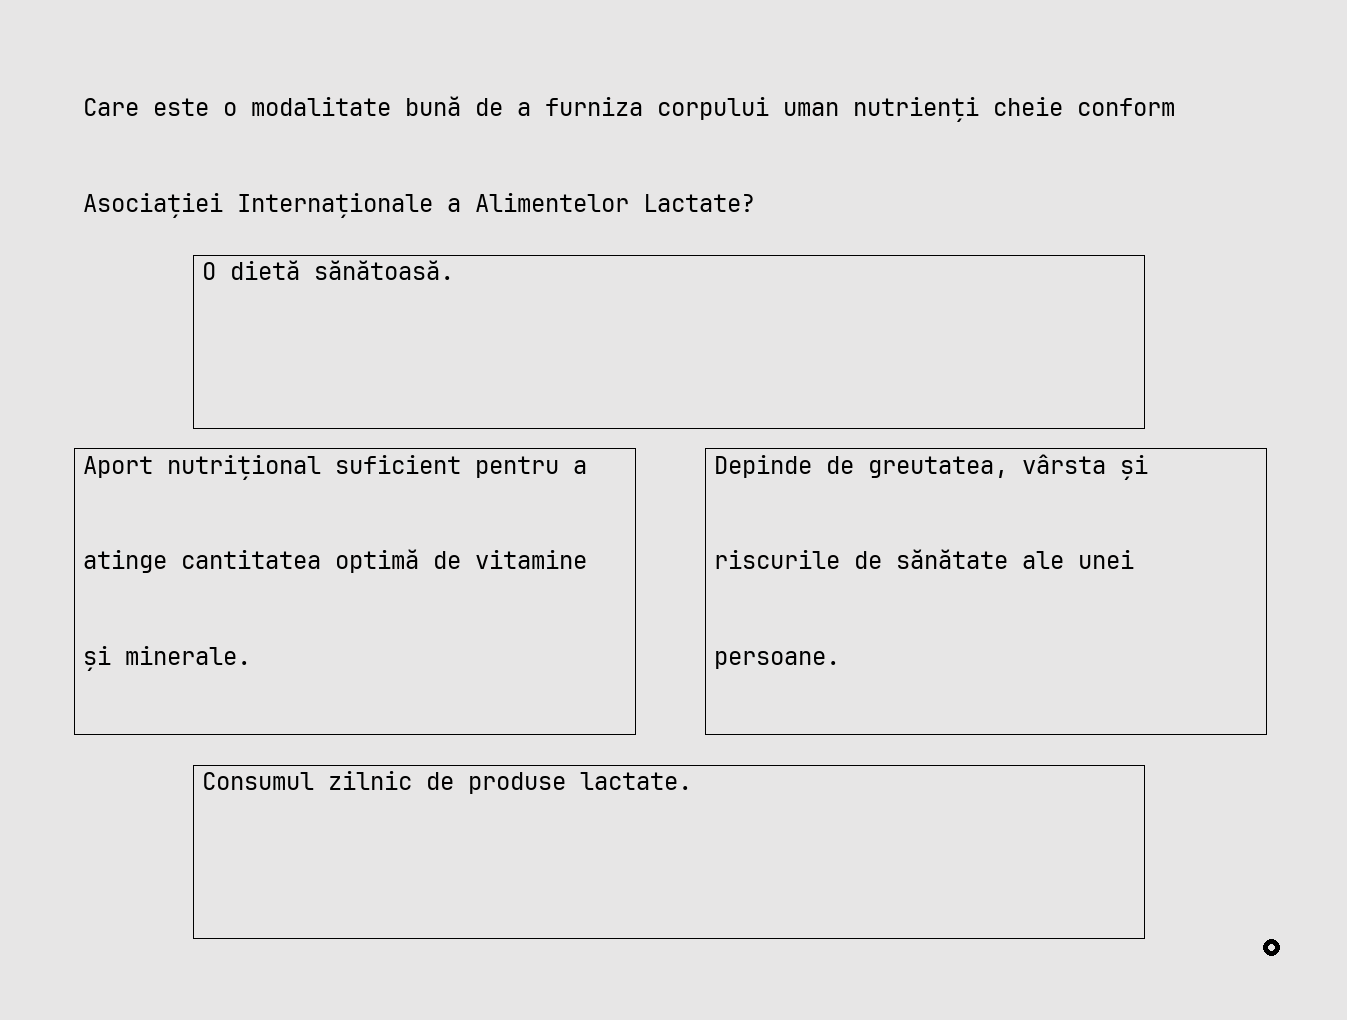 Care este o modalitate bună de a furniza corpului uman nutrienți cheie conform
Asociației Internaționale a Alimentelor Lactate?
O dietă sănătoasă.
Aport nutrițional suficient pentru a
atinge cantitatea optimă de vitamine
și minerale.
Depinde de greutatea, vârsta și
riscurile de sănătate ale unei
persoane.
Consumul zilnic de produse lactate.